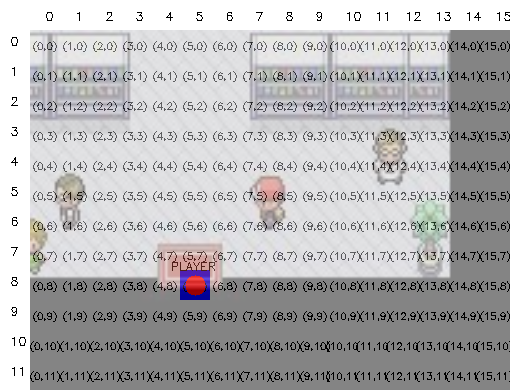 0 1 2 3 4 5 6 7 8 9 10 11 12 13 14 15
0 (0,0) (1,0) (2,0) (3,0) (4,0) (5,0) (6,0) (7,0) (8,0) (9,0) (10,0) (11,0) (12,0) (13,0) (14,0) (15,0)
1 (0,1) (1,1) (2,1) (3,1) (4,1) (5,1) (6,1) (7,1) (8,1) (9,1) (10,1) (11,1) (12,1) (13,1) (14,1) (15,1)
2 (0,2) (1,2) (2,2) (3,2) (4,2) (5,2) (6,2) (7,2) (8,2) (9,2) (10,2) (11,2) (12,2) (13,2) (14,2) (15,2)
3 (0,3) (1,3) (2,3) (3,3) (4,3) (5,3) (6,3) (7,3) (8,3) (9,3) (10,3) (11,3) (12,3) (13,3) (14,3) (15,3)
4 (0,4) (1,4) (2,4) (3,4) (4,4) (5,4) (6,4) (7,4) (8,4) (9,4) (10,4) (11,4) (12,4) (13,4) (14,4) (15,4)
5 (0,5) (1,5) (2,5) (3,5) (4,5) (5,5) (6,5) (7,5) (8,5) (9,5) (10,5) (11,5) (12,5) (13,5) (14,5) (15,5)
6 (0,6) (1,6) (2,6) (3,6) (4,6) (5,6) (6,6) (7,6) (8,6) (9,6) (10,6) (11,6) (12,6) (13,6) (14,6) (15,6)
7 (0,7) (1,7) (2,7) (3,7) (4,7) (5,7) (6,7) (7,7) (8,7) (9,7) (10,7) (11,7) (12,7) (13,7) (14,7) (15,7)
PLAYER
8 (0,8) (1,8) (2,8) (3,8) (4,8) (6,8) (7,8) (8,8) (9,8) (10,8) (11,8) (12,8) (13,8) (14,8) (15,8)
9 (0,9) (1,9) (2,9) (3,9) (4,9) (5,9) (6,9) (7,9) (8,9) (9,9) (10,9) (11,9) (12,9) (13,9) (14,9) (15,9)
10 (0,10) (1,10) (2,10) (3,10) (4,10) (5,10) (6,10) (7,10) (8,10) (9,10) (10,10) (11,10) (12,10) (13,10) (14,10) (15,10)
11 (0,11) (1,11) (2,11) (3,11) (4,11) (5,11) (6,11) (7,11) (8,11) (9,11) (10,11) (11,11) (12,11) (13,11) (14,11) (15,11)